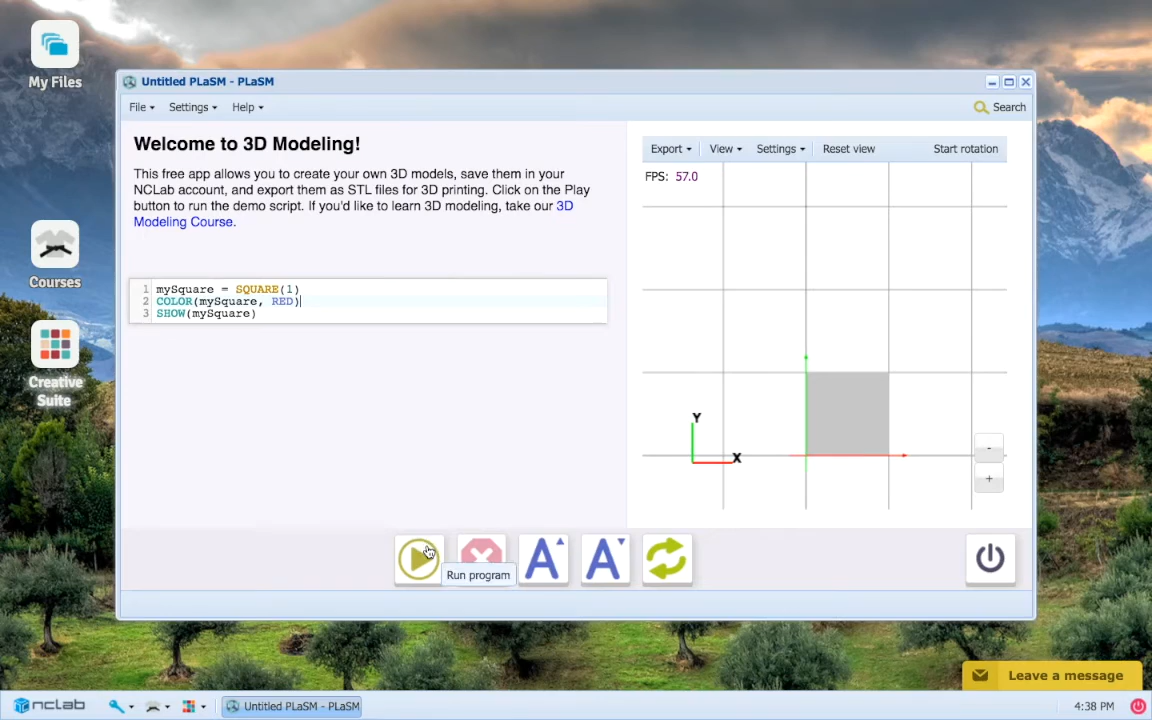 My Files
Courses
Creative
Suite
Untitled PLaSM - PLaSM
File
Settings
Help
Search
Welcome to 3D Modeling!
This free app allows you to create your own 3D models, save them in your
NCLab account, and export them as STL files for 3D printing. Click on the Play
button to run the demo script. If you'd like to learn 3D modeling, take our 3D
Modeling Course.
1 mySquare = SQUARE(1)
2 COLOR(mySquare, RED)
3 SHOW(mySquare)
Export
View
Settings
Reset view
Start rotation
FPS: 57.0
Y
X
-
+
A
A
Run program
Leave a message
nclab
Untitled PLaSM - PLaSM
4:38 PM